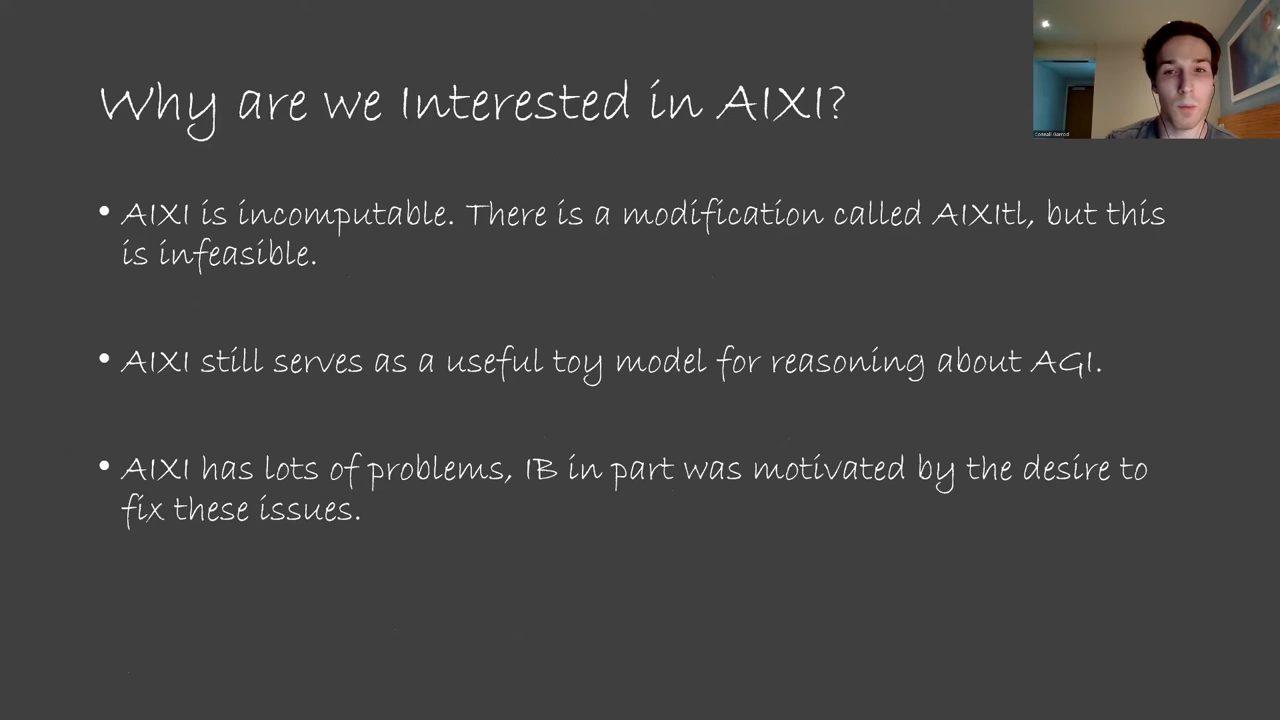 Why are we Interested in AIXI?
• AIXI is incomputable. There is a modification called AIXItl, but this
is infeasible.
• AIXI still serves as a useful toy model for reasoning about AGI.
• AIXI has lots of problems, IB in part was motivated by the desire to
fix these issues.